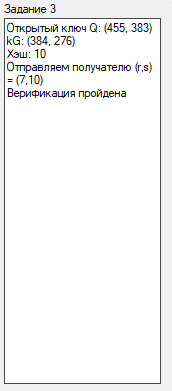 Задание 3
Открытый ключ Q: (455, 383)
kG: (384, 276)
Хэш: 10
Отправляем получателю (r,s)
= (7,10)
Верификация пройдена